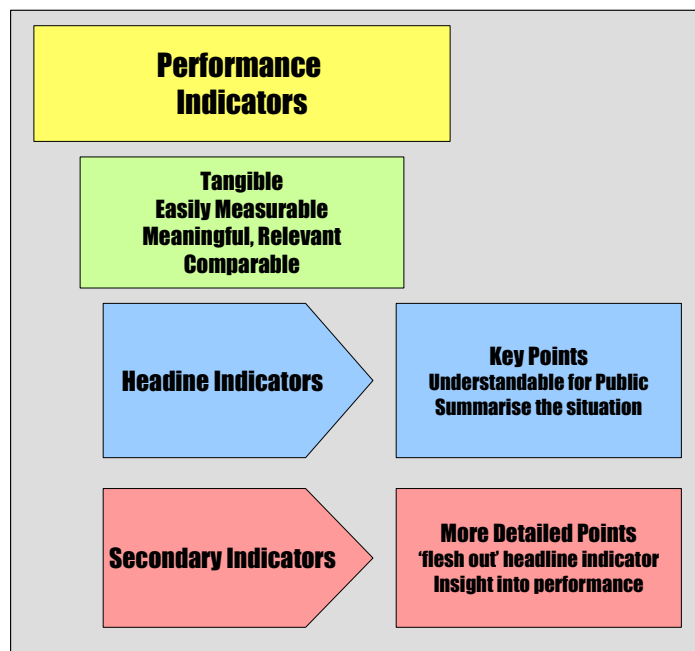 Performance
Indicators
Tangible
Easily Measurable
Meaningful, Relevant
Comparable
Headine Indicators
Key Points
Understandable for Public
Summarise the situation
Secondary Indicators
More Detailed Points
‘flesh out’ headline indicator
Insight into performance